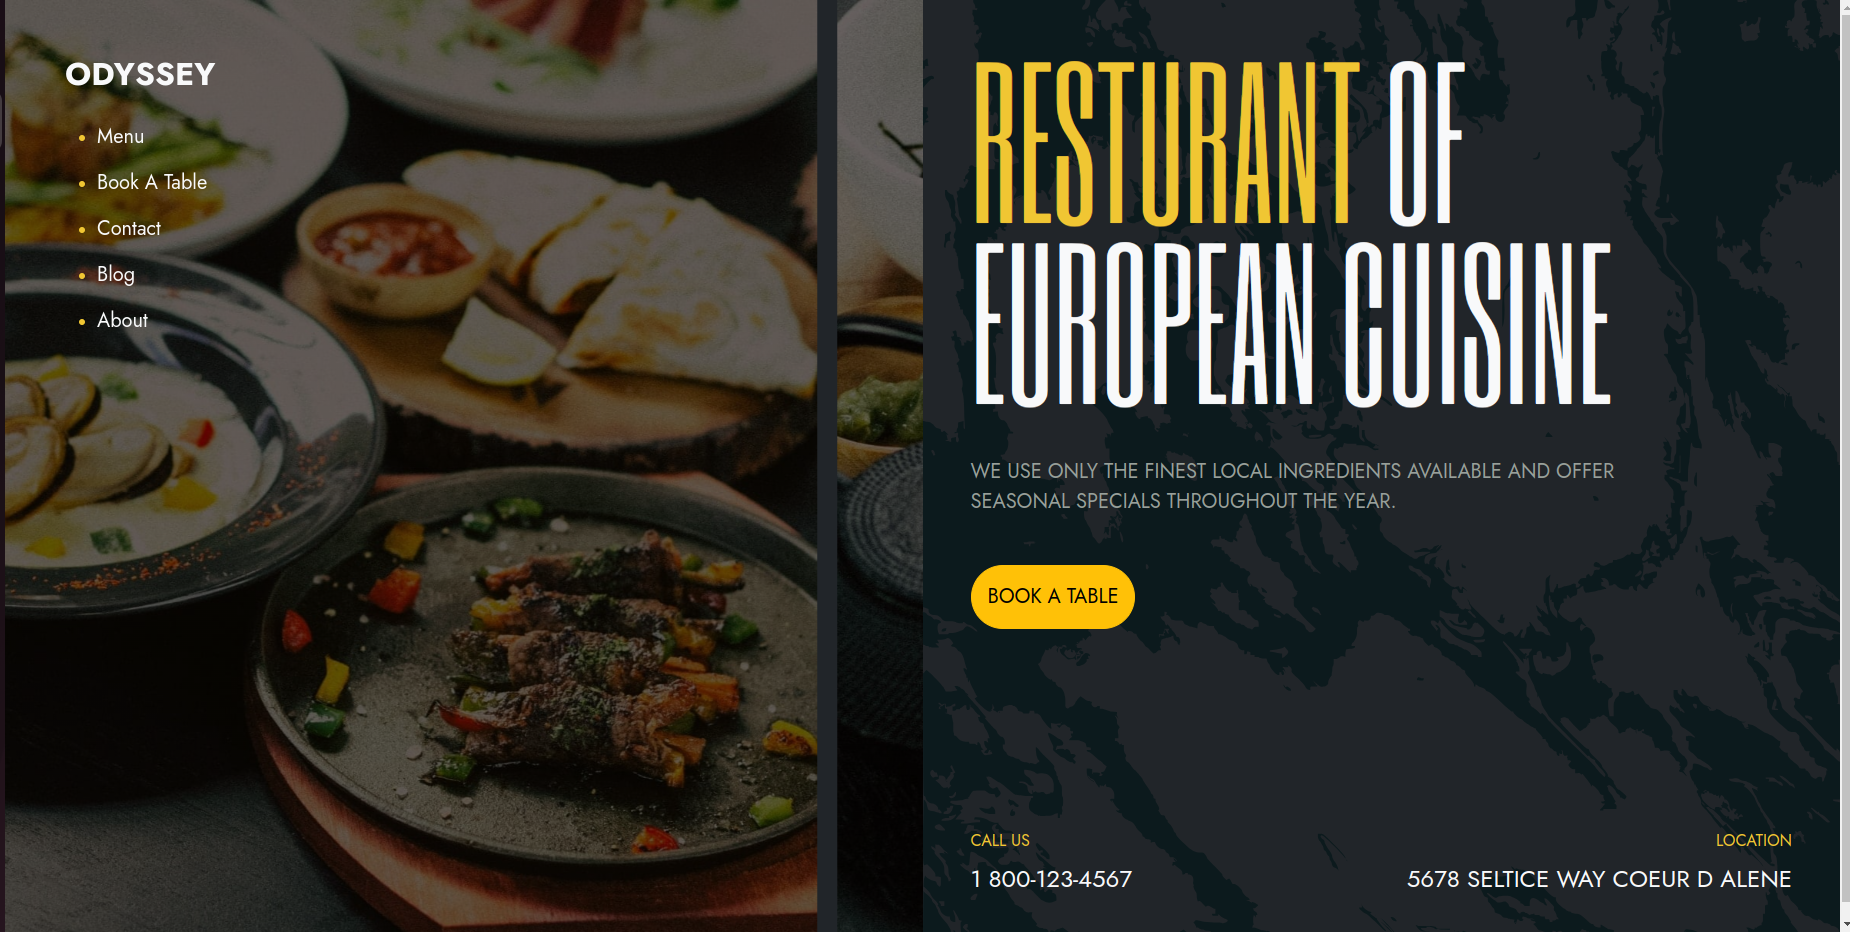 ODYSSEY
Menu
Book A Table
Contact
Blog
About
RESTURANT OF
EUROPEAN CUISINE
WE USE ONLY THE FINEST LOCAL INGREDIENTS AVAILABLE AND OFFER
SEASONAL SPECIALS THROUGHOUT THE YEAR.
BOOK A TABLE
CALL US
1 800-123-4567
LOCATION
5678 SELTICE WAY COEUR D ALENE